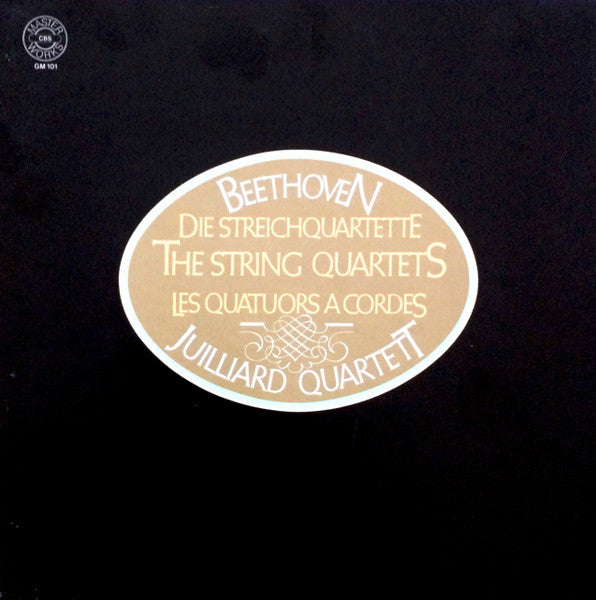 MASTER WORKS
CBS
GM 101
BEETHOVEN
DIE STREICHQUARTETTE
THE STRING QUARTETS
LES QUATUORS A CORDES
JUILLIARD QUARTETT